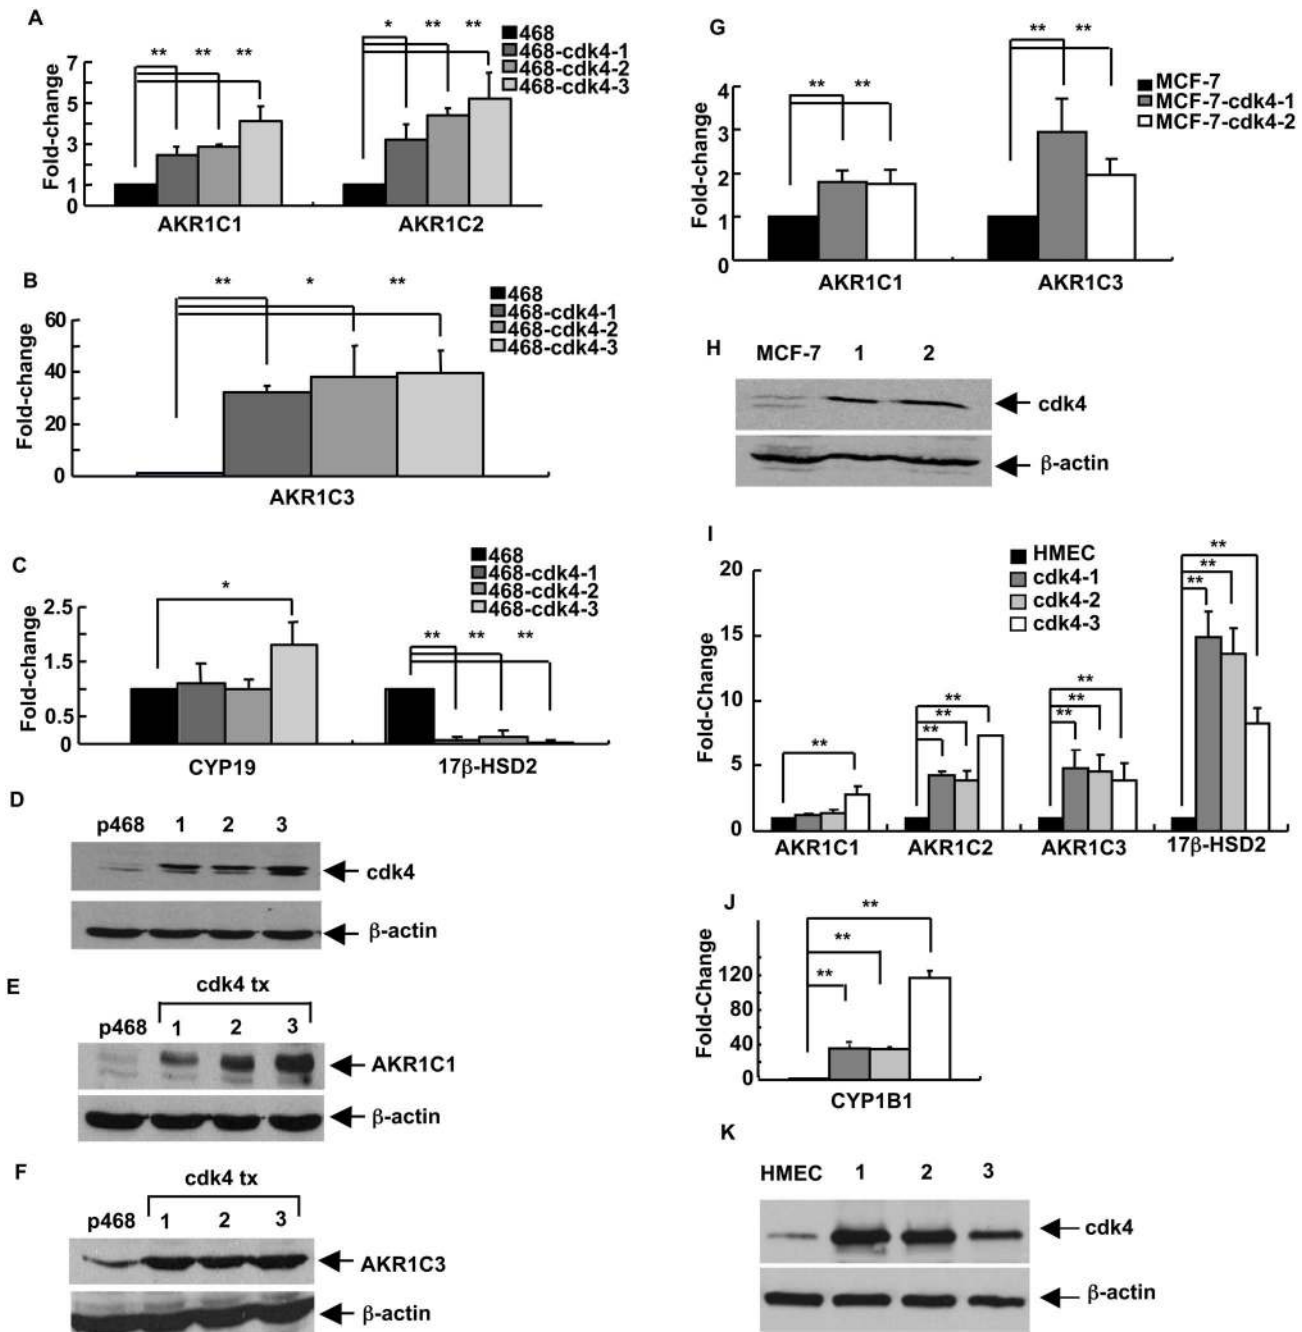 A
* ** **
** ** **
468
468-cdk4-1
468-cdk4-2
468-cdk4-3
Fold-change
7
5
3
1
0
AKR1C1 AKR1C2
B
** * **
468
468-cdk4-1
468-cdk4-2
468-cdk4-3
Fold-change
60
40
20
0
AKR1C3
C
468
468-cdk4-1
468-cdk4-2
468-cdk4-3
*
** ** **
Fold-change
2.5
1.5
0.5
0
CYP19 17β-HSD2
D
p468 1 2 3
cdk4
β-actin
E
cdk4 tx
p468 1 2 3
AKR1C1
β-actin
F
cdk4 tx
p468 1 2 3
AKR1C3
β-actin
G
** **
** **
MCF-7
MCF-7-cdk4-1
MCF-7-cdk4-2
Fold-change
4
3
2
1
0
AKR1C1 AKR1C3
H
MCF-7 1 2
cdk4
β-actin
I
HMEC
cdk4-1
cdk4-2
cdk4-3
**
**
**
**
**
**
**
**
**
**
Fold-Change
20
15
10
5
0
AKR1C1 AKR1C2 AKR1C3 17β-HSD2
J
**
**
**
Fold-Change
120
80
40
0
CYP1B1
K
HMEC 1 2 3
cdk4
β-actin